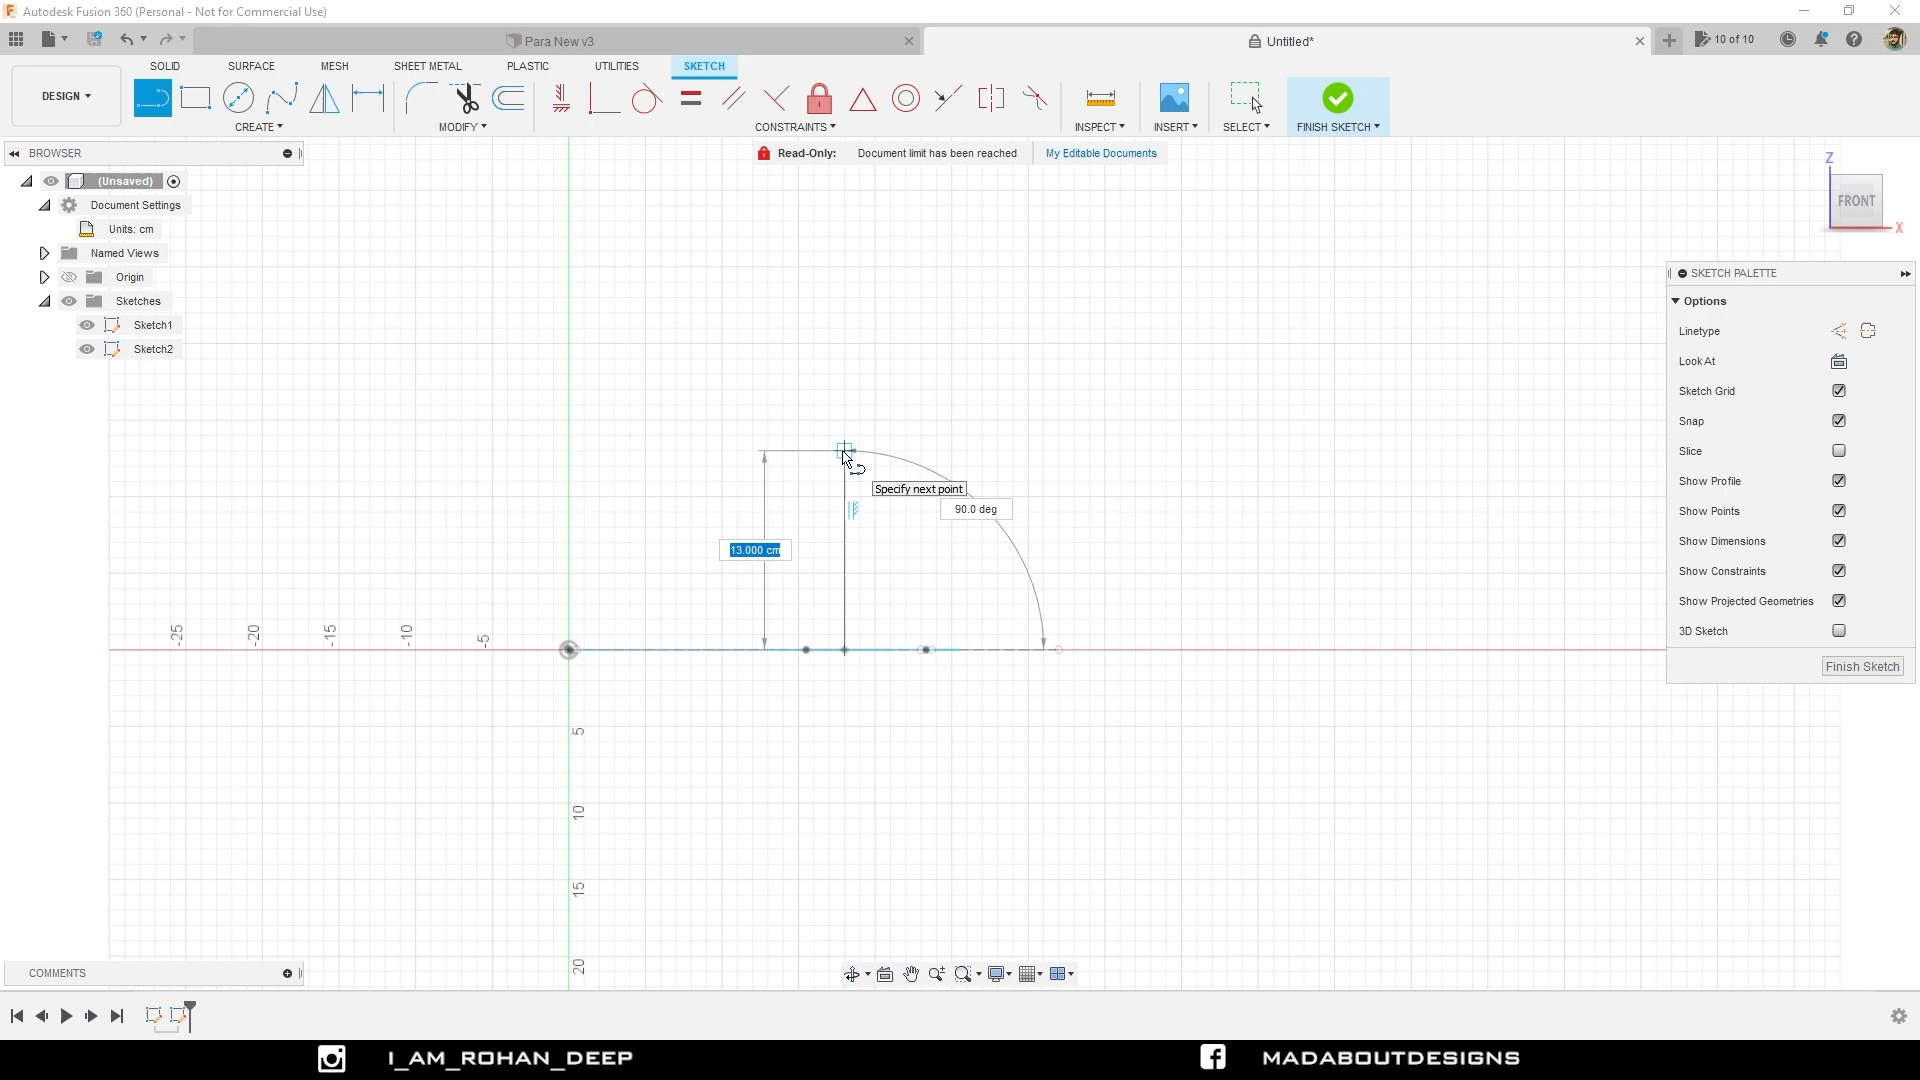 Autodesk Fusion 360 (Personal - Not for Commercial Use)
Para New v3
Untitled*
10 of 10
DESIGN
SOLID
SURFACE
MESH
SHEET METAL
PLASTIC
UTILITIES
SKETCH
CREATE
MODIFY
CONSTRAINTS
INSPECT
INSERT
SELECT
FINISH SKETCH
BROWSER
Read-Only: Document limit has been reached
My Editable Documents
(Unsaved)
Document Settings
Units: cm
Named Views
Origin
Sketches
Sketch1
Sketch2
Z
FRONT
X
SKETCH PALETTE
Options
Linetype
Look At
Sketch Grid
Snap
Slice
Show Profile
Show Points
Show Dimensions
Show Constraints
Show Projected Geometries
3D Sketch
Finish Sketch
Specify next point
90.0 deg
13.000 cm
-25
-20
-15
-10
-5
5
10
15
20
COMMENTS
I_AM_ROHAN_DEEP
MADABOUTDESIGNS